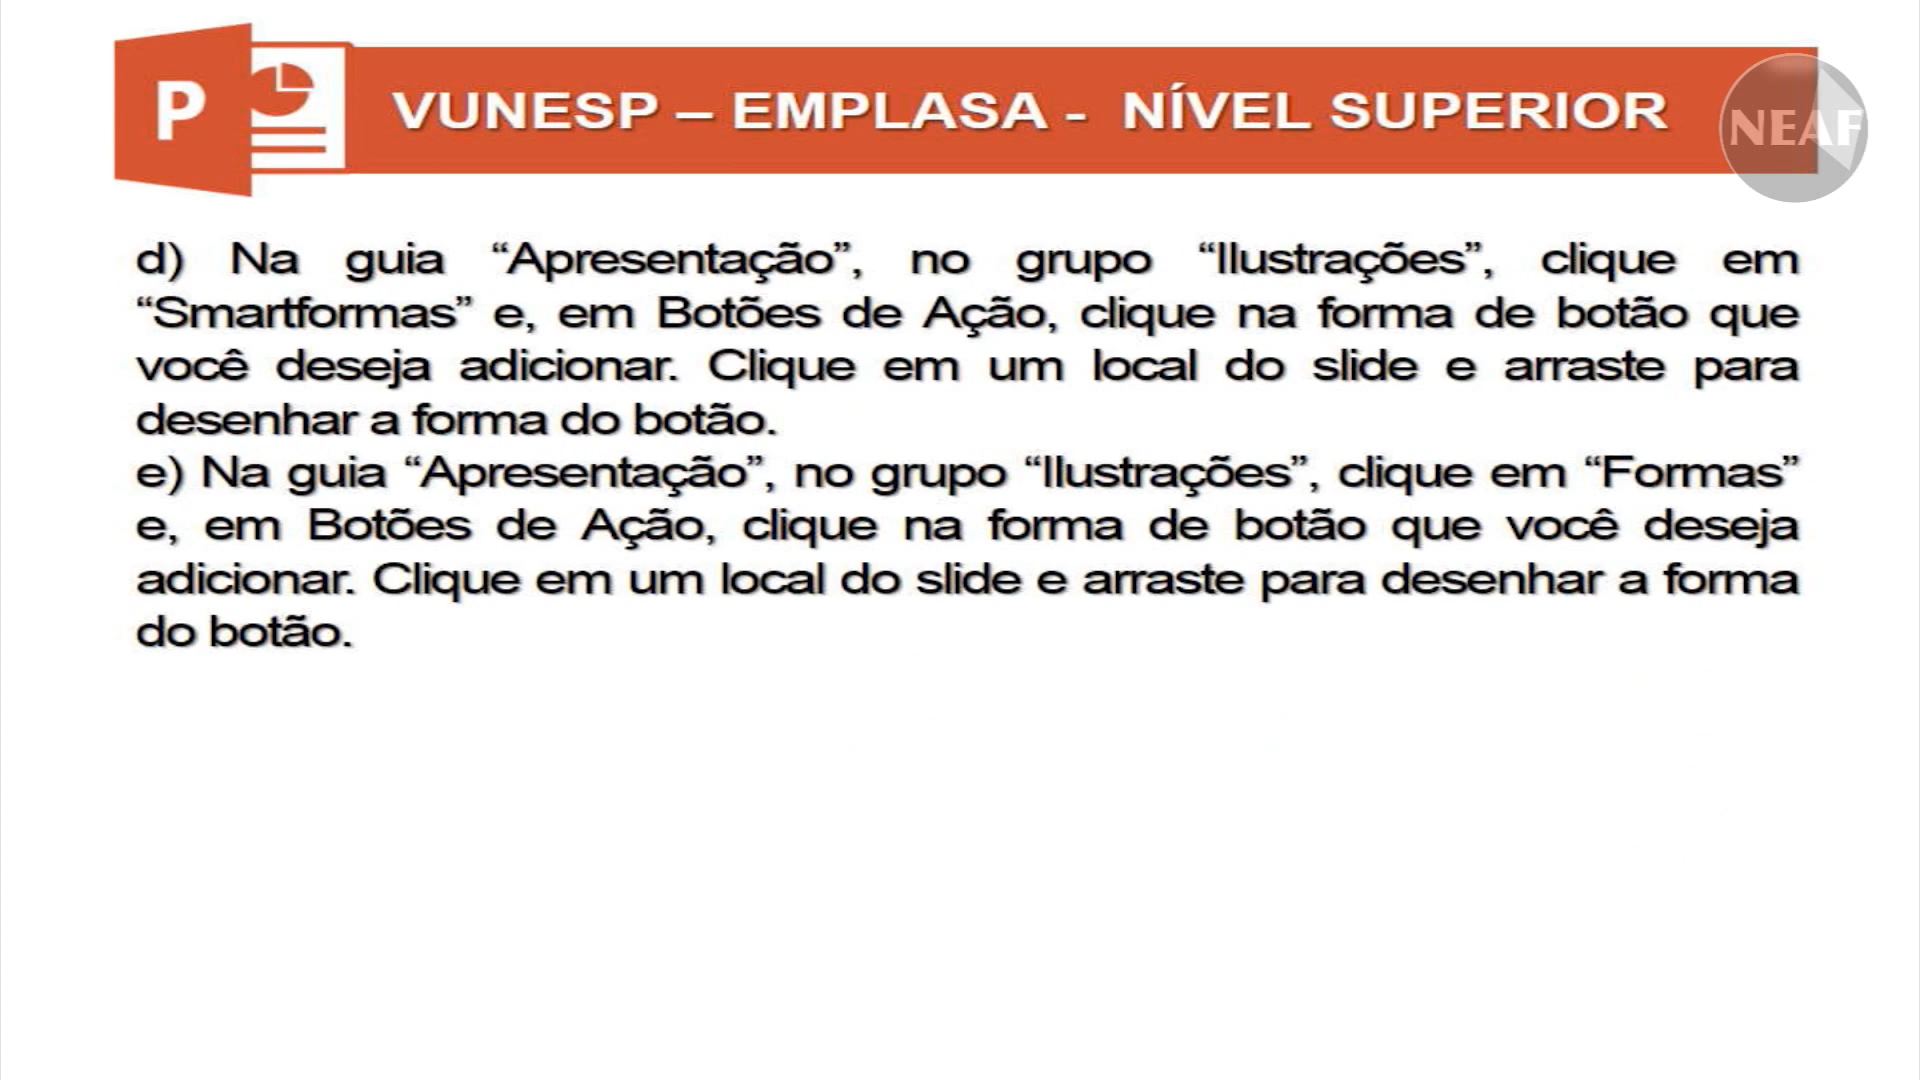 P
VUNESP – EMPLASA - NÍVEL SUPERIOR
NEAF
d) Na guia “Apresentação”, no grupo “Ilustrações”, clique em
“Smartformas” e, em Botões de Ação, clique na forma de botão que
você deseja adicionar. Clique em um local do slide e arraste para
desenhar a forma do botão.
e) Na guia “Apresentação”, no grupo “Ilustrações”, clique em “Formas”
e, em Botões de Ação, clique na forma de botão que você deseja
adicionar. Clique em um local do slide e arraste para desenhar a forma
do botão.